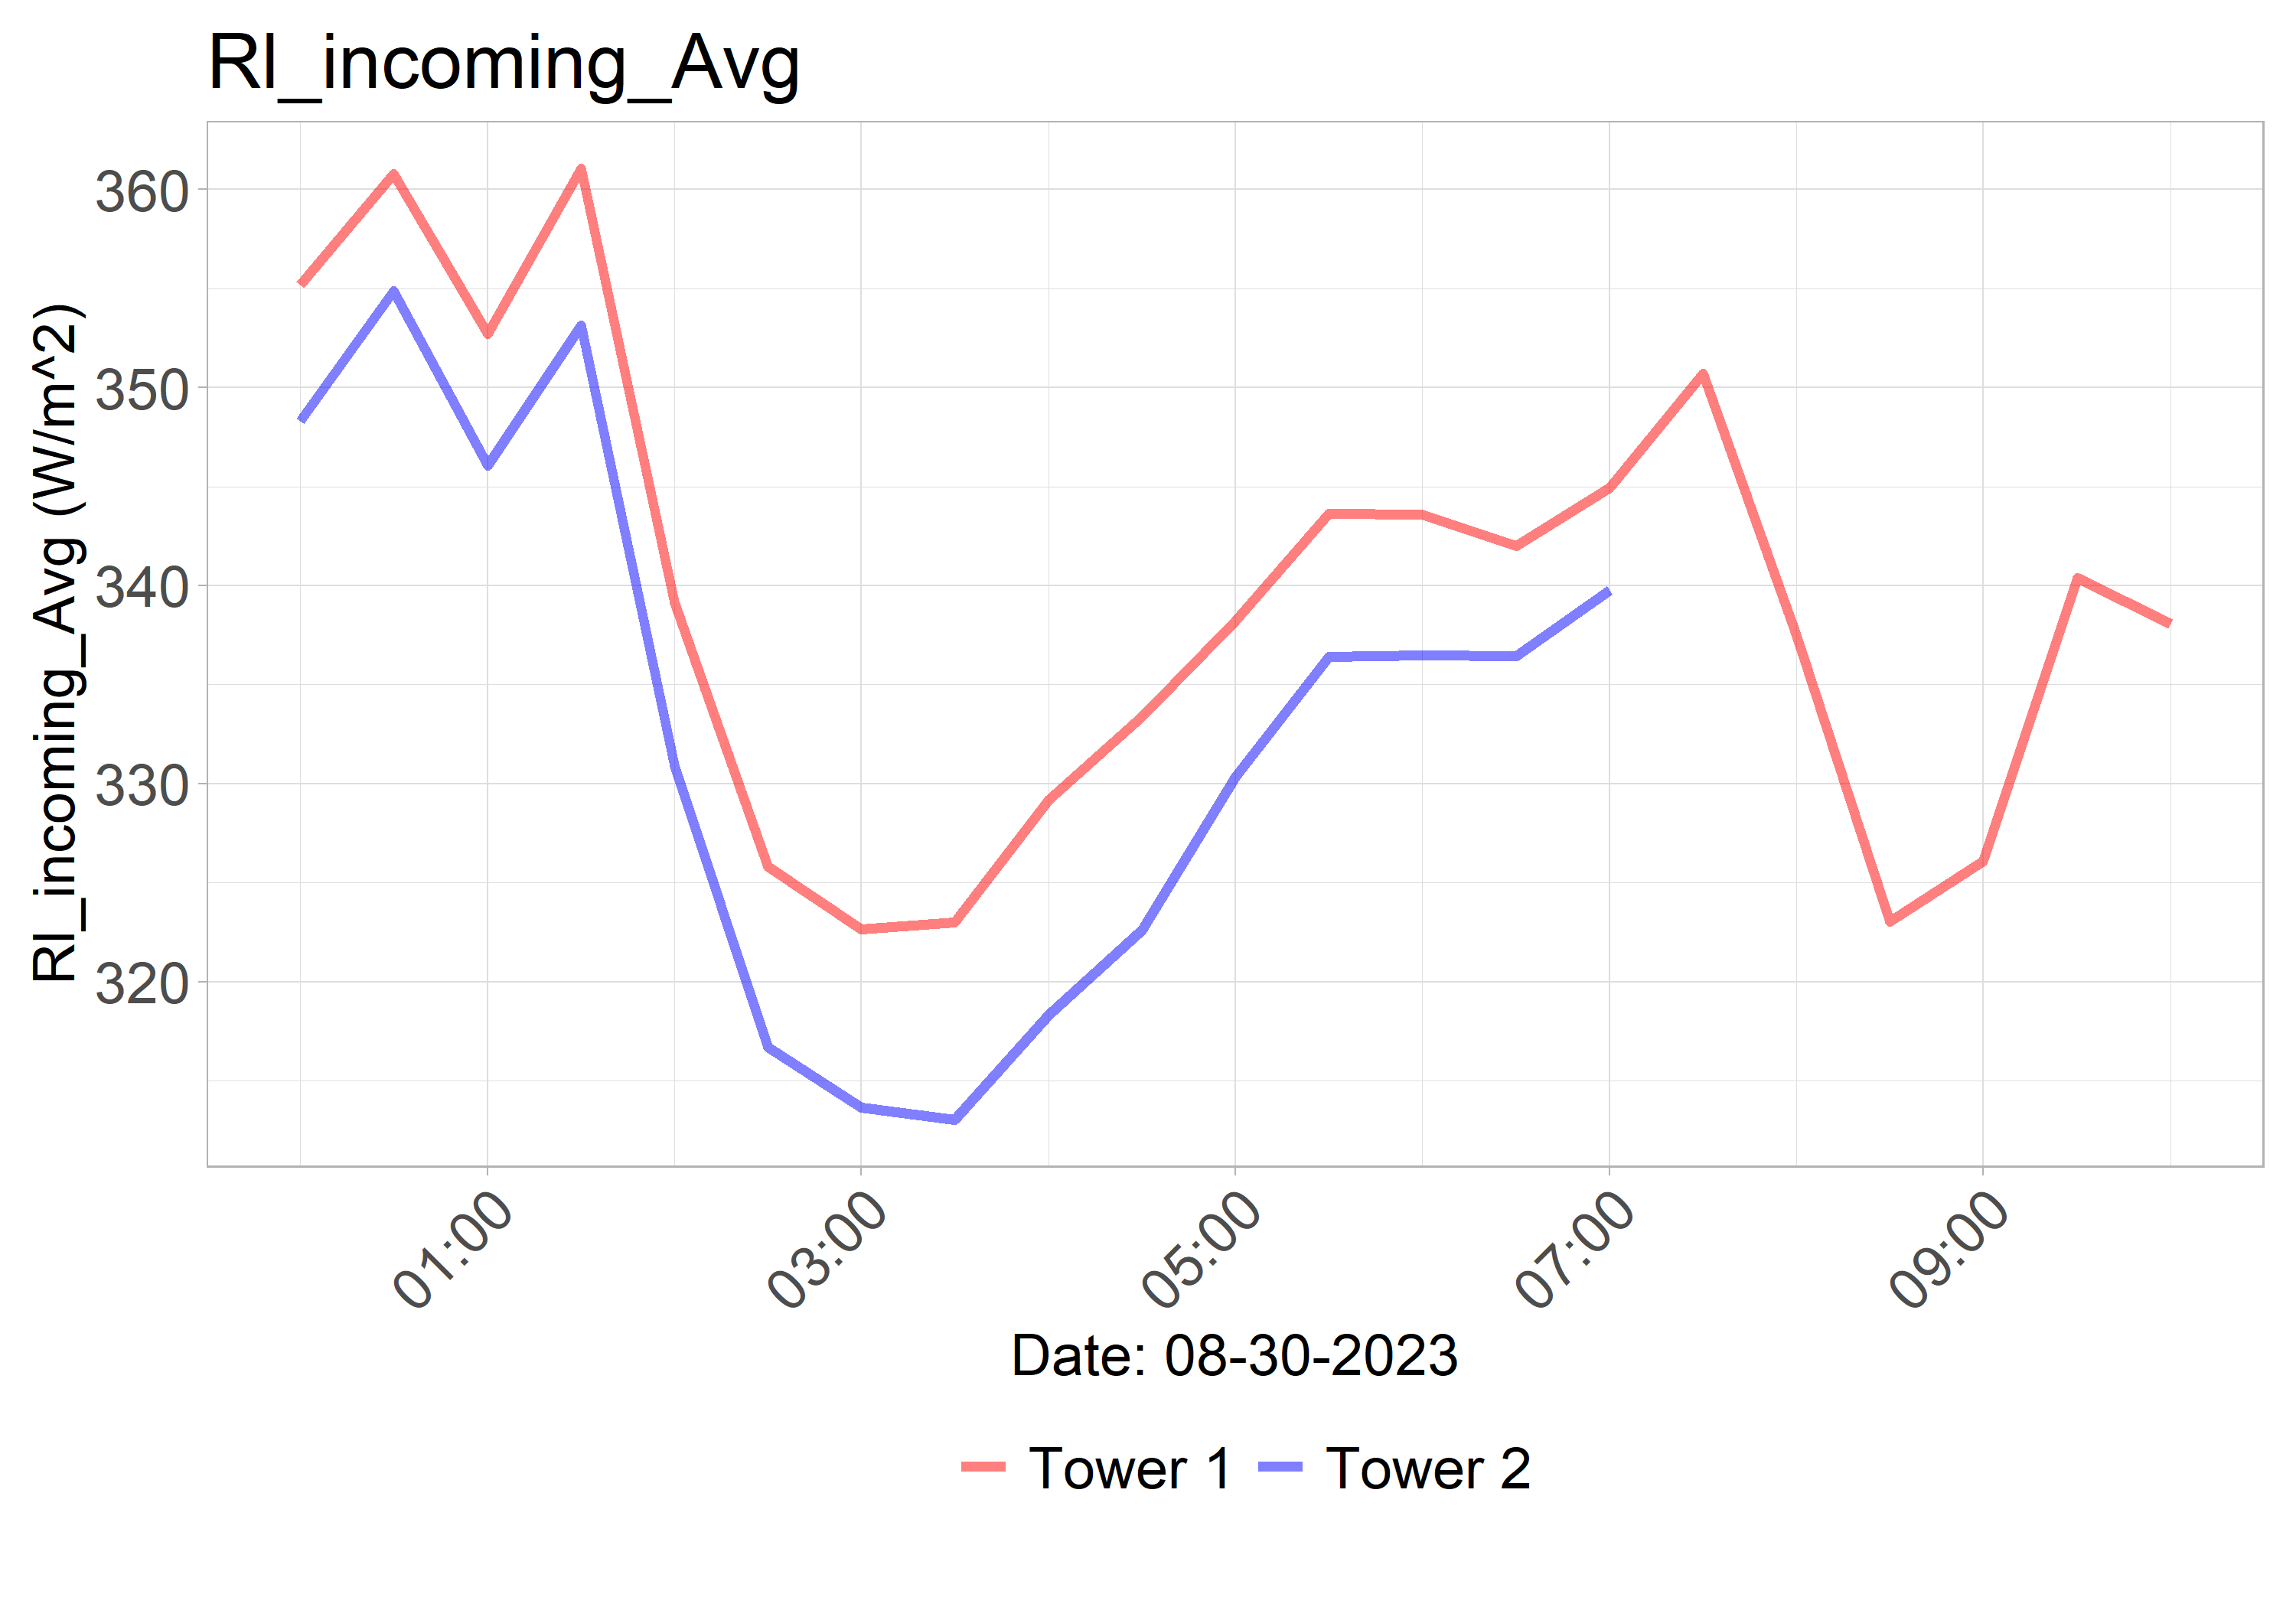 Rl_incoming_Avg
Rl_incoming_Avg (W/m^2)
360
350
340
330
320
01:00
03:00
05:00
07:00
09:00
Date: 08-30-2023
Tower 1
Tower 2